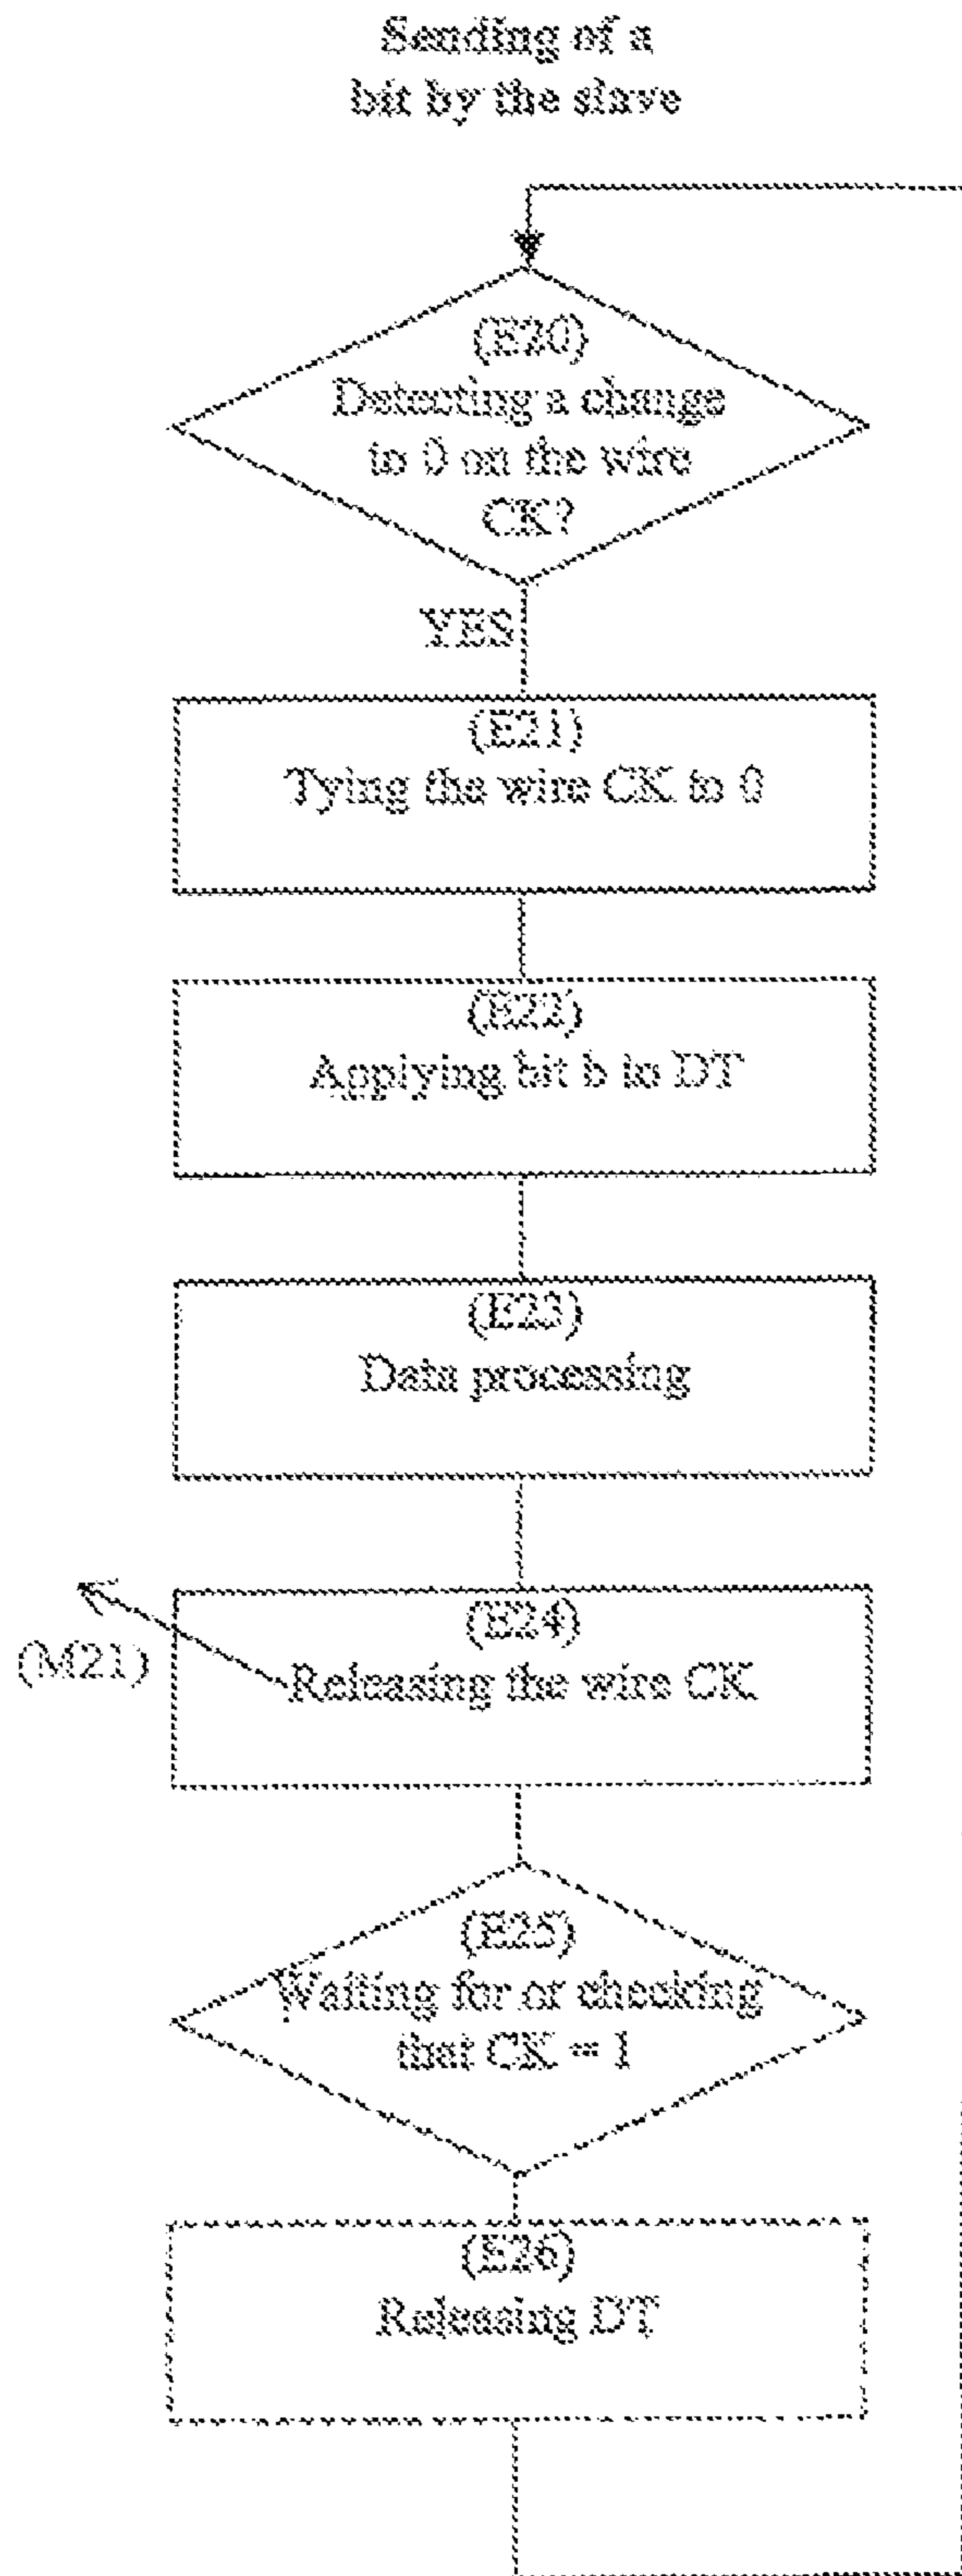 Sending of a
bit by the slave
(E20)
Detecting a change
to 0 on the wire
CK?
YES
(E21)
Tying the wire CK to 0
(E22)
Applying bit b to DT
(E23)
Data processing
(E24)
(M21)
Releasing the wire CK
(E25)
Waiting for or checking
that CK = 1
(E26)
Releasing DT